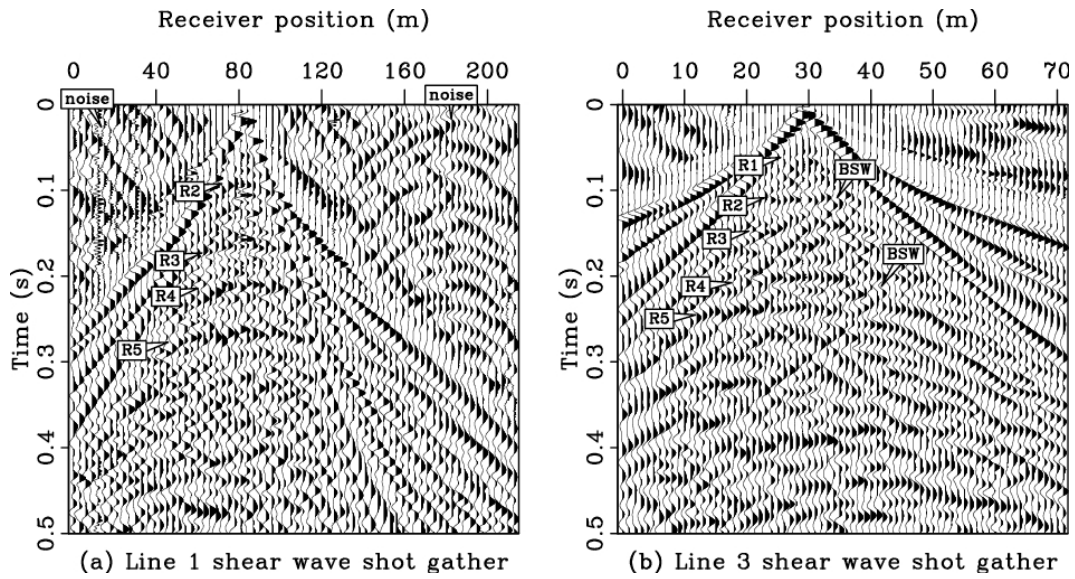 Receiver position (m)
0 40 80 120 160 200
noise
noise
Time (s)
0
0.1
0.2
0.3
0.4
0.5
R2
R3
R4
R5
(a) Line 1 shear wave shot gather
Receiver position (m)
0 10 20 30 40 50 60 70
Time (s)
0
0.1
0.2
0.3
0.4
0.5
R1
BSW
R2
R3
BSW
R4
R5
(b) Line 3 shear wave shot gather